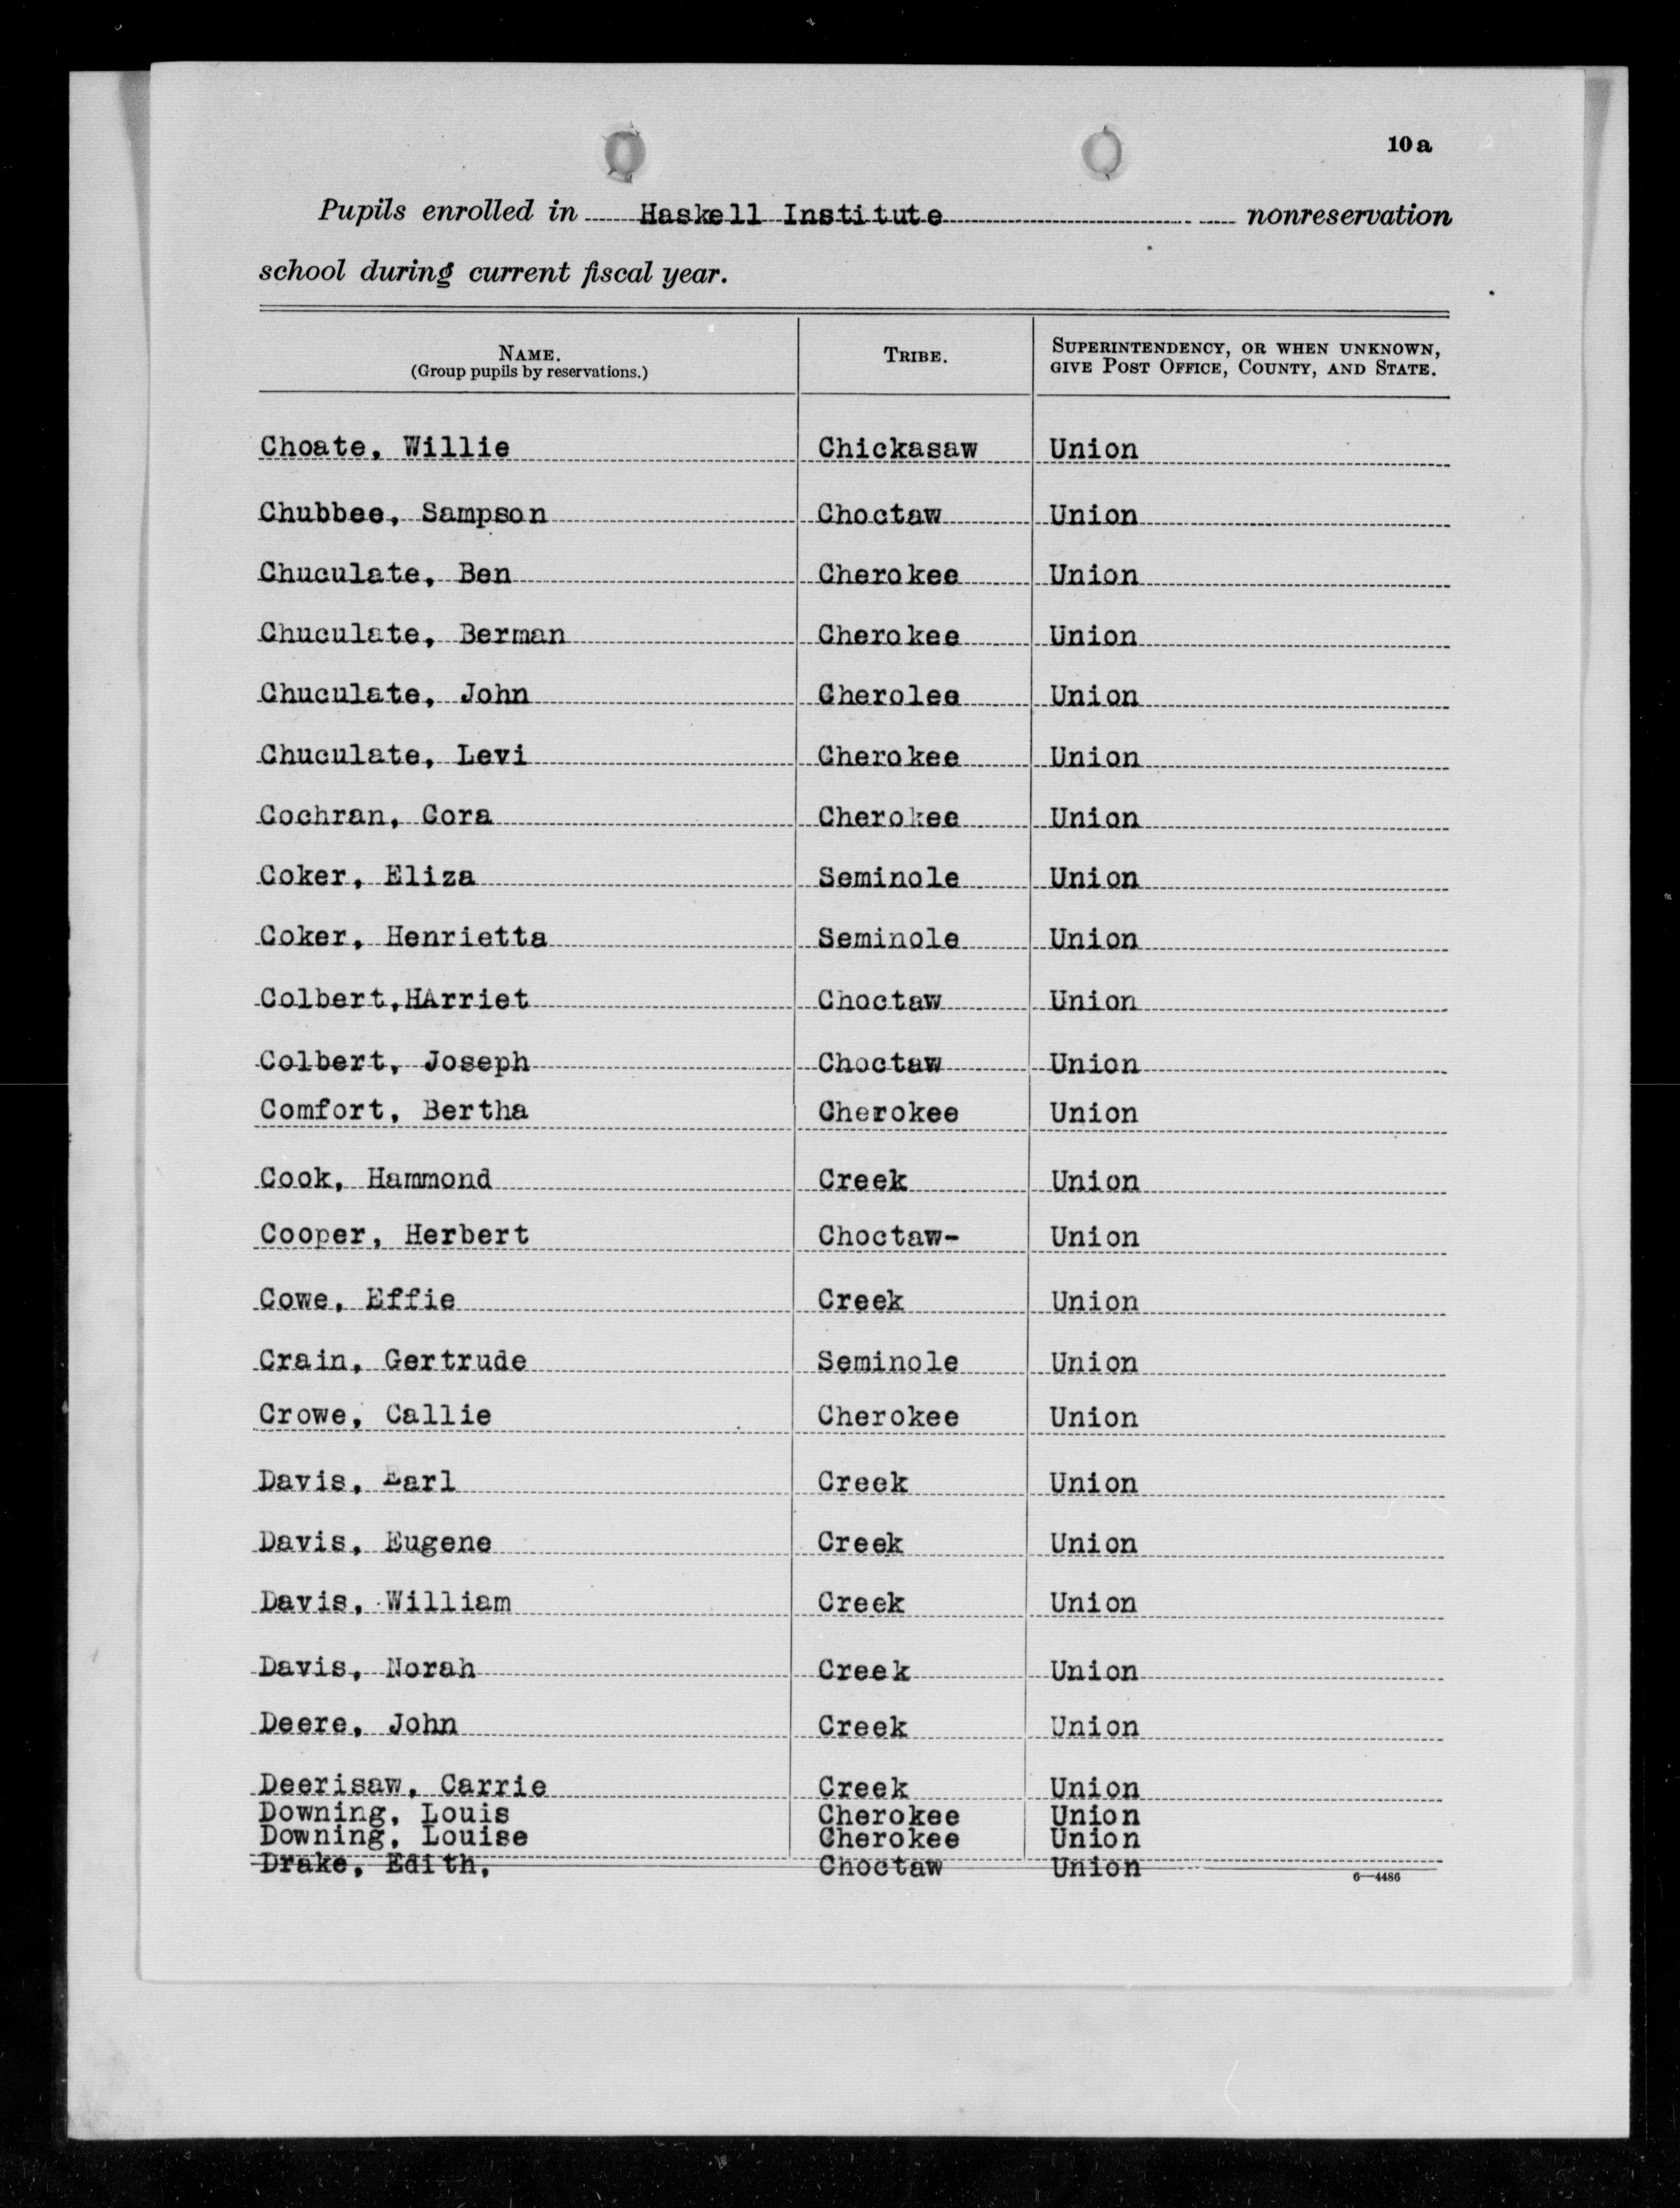 10a
Pupils enrolled in Haskell Institute nonreservation
school during current fiscal year.
NAME. TRIBE. SUPERINTENDENCY, OR WHEN UNKNOWN,
(Group pupils by reservations.) GIVE POST OFFICE, COUNTY, AND STATE.
Choate, Willie Chickasaw Union
Chubbee, Sampson Choctaw Union
Chuculate, Ben Cherokee Union
Chuculate, Berman Cherokee Union
Chuculate, John Cherolee Union
Chuculate, Levi Cherokee Union
Cochran, Cora Cherokee Union
Coker, Eliza Seminole Union
Coker, Henrietta Seminole Union
Colbert,HArriet Choctaw Union
Colbert, Joseph Choctaw Union
Comfort, Bertha Cherokee Union
Cook, Hammond Creek Union
Cooper, Herbert Choctaw- Union
Cowe, Effie Creek Union
Crain, Gertrude Seminole Union
Crowe, Callie Cherokee Union
Davis, Earl Creek Union
Davis, Eugene Creek Union
Davis, William Creek Union
Davis, Norah Creek Union
Deere, John Creek Union
Deerisaw, Carrie Creek Union
Downing, Louis Cherokee Union
Downing, Louise Cherokee Union
Drake, Edith, Choctaw Union
6—4486